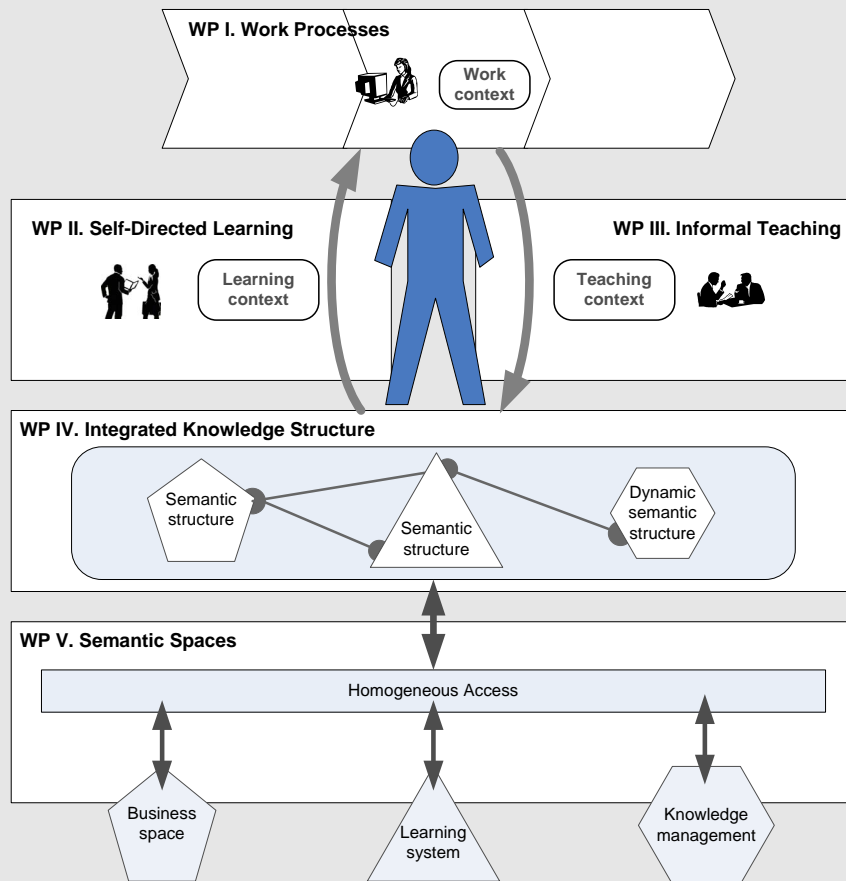 WP I. Work Processes
Work
context
WP II. Self-Directed Learning
WP III. Informal Teaching
Learning
context
Teaching
context
WP IV. Integrated Knowledge Structure
Semantic
structure
Semantic
structure
Dynamic
semantic
structure
WP V. Semantic Spaces
Homogeneous Access
Business
space
Learning
system
Knowledge
management